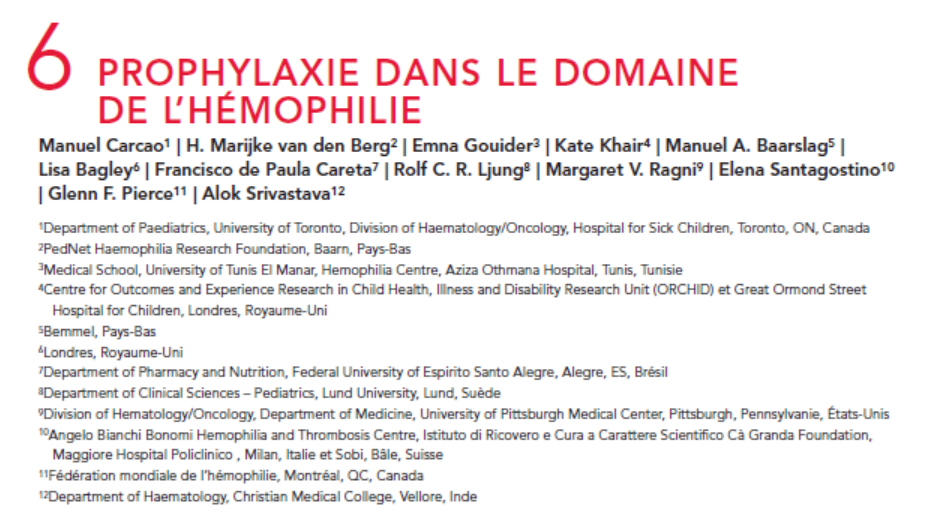 6 PROPHYLAXIE DANS LE DOMAINE
DE L’HÉMOPHILIE
Manuel Carcao¹ | H. Marijke van den Berg² | Emna Gouider³ | Kate Khair⁴ | Manuel A. Baarslag⁵ |
Lisa Bagley⁶ | Francisco de Paula Careta⁷ | Rolf C. R. Ljung⁸ | Margaret V. Ragni⁹ | Elena Santagostino¹⁰
| Glenn F. Pierce¹¹ | Alok Srivastava¹²
¹Department of Paediatrics, University of Toronto, Division of Haematology/Oncology, Hospital for Sick Children, Toronto, ON, Canada
²PedNet Haemophilia Research Foundation, Baarn, Pays-Bas
³Medical School, University of Tunis El Manar, Hemophilia Centre, Aziza Othmana Hospital, Tunis, Tunisie
⁴Centre for Outcomes and Experience Research in Child Health, Illness and Disability Research Unit (ORCHID) et Great Ormond Street
Hospital for Children, Londres, Royaume-Uni
⁵Bemmel, Pays-Bas
⁶Londres, Royaume-Uni
⁷Department of Pharmacy and Nutrition, Federal University of Espirito Santo Alegre, Alegre, ES, Brésil
⁸Department of Clinical Sciences – Pediatrics, Lund University, Lund, Suède
⁹Division of Hematology/Oncology, Department of Medicine, University of Pittsburgh Medical Center, Pittsburgh, Pennsylvanie, États-Unis
¹⁰Angelo Bianchi Bonomi Hemophilia and Thrombosis Centre, Istituto di Ricovero e Cura a Carattere Scientifico Cà Granda Foundation,
Maggiore Hospital Policlinico , Milan, Italie et Sobi, Bâle, Suisse
¹¹Fédération mondiale de l’hémophilie, Montréal, QC, Canada
¹²Department of Haematology, Christian Medical College, Vellore, Inde